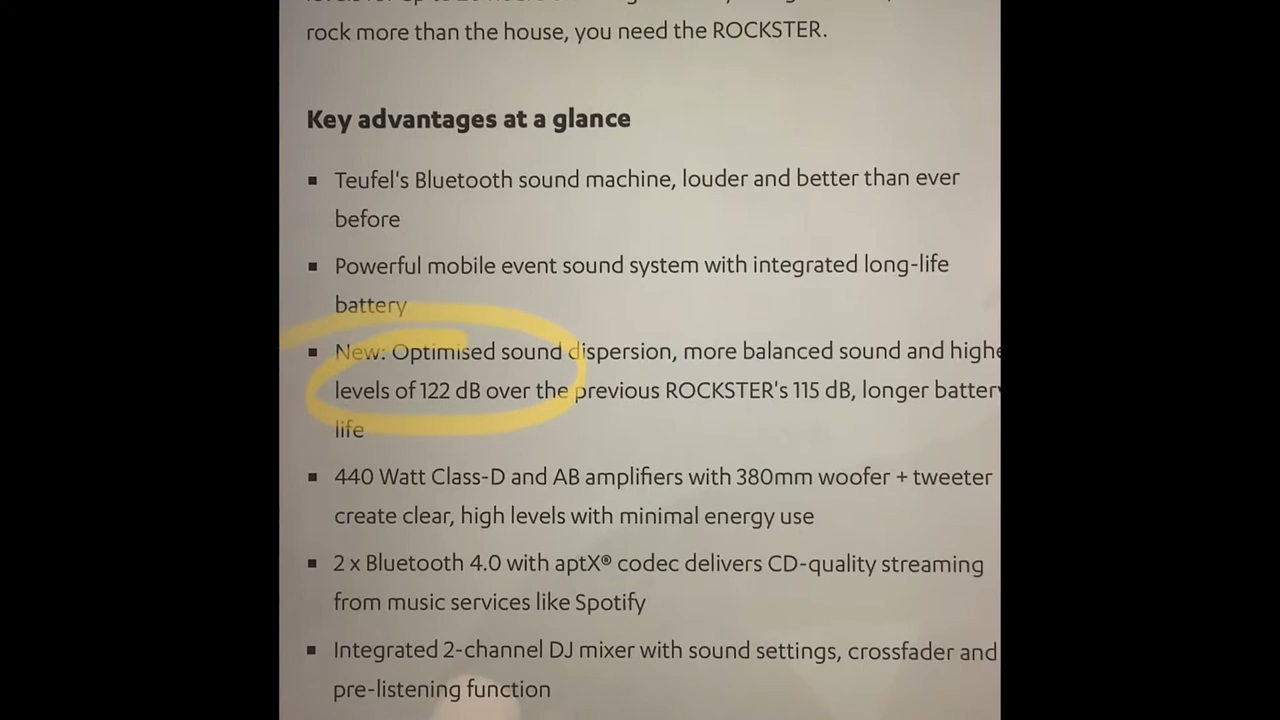 rock more than the house, you need the ROCKSTER.
Key advantages at a glance
▪ Teufel's Bluetooth sound machine, louder and better than ever
before
▪ Powerful mobile event sound system with integrated long-life
battery
▪ New: Optimised sound dispersion, more balanced sound and highe
levels of 122 dB over the previous ROCKSTER's 115 dB, longer battery
life
▪ 440 Watt Class-D and AB amplifiers with 380mm woofer + tweeter
create clear, high levels with minimal energy use
▪ 2 x Bluetooth 4.0 with aptX® codec delivers CD-quality streaming
from music services like Spotify
▪ Integrated 2-channel DJ mixer with sound settings, crossfader and
pre-listening function